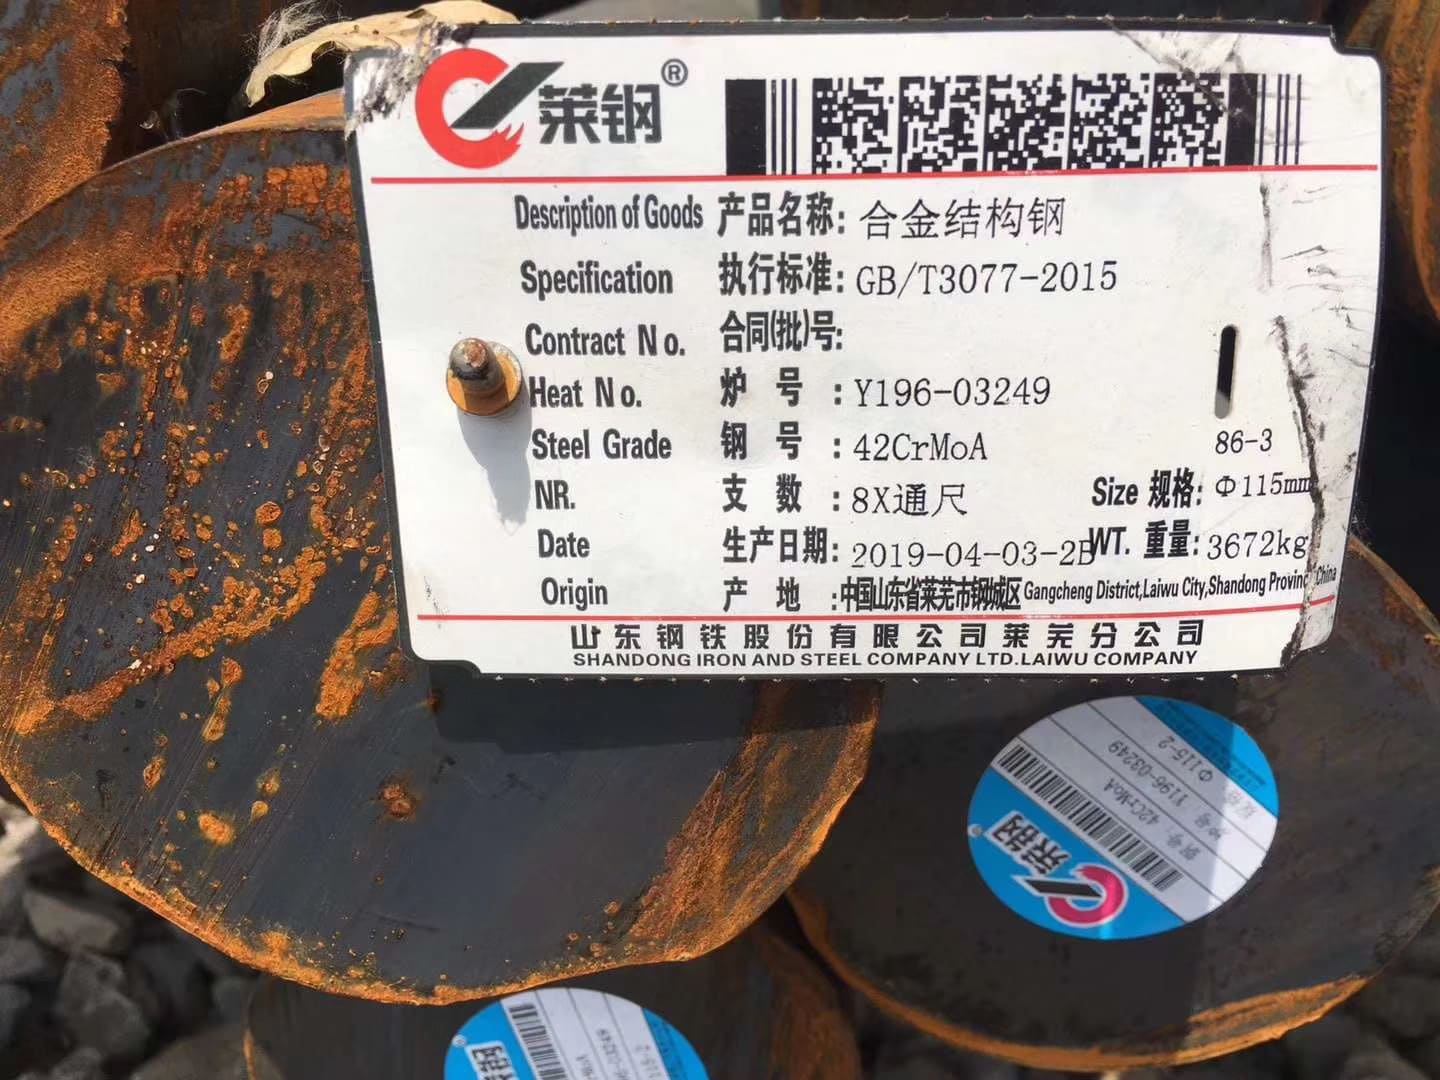 莱钢®
Description of Goods 产品名称: 合金结构钢
Specification 执行标准: GB/T3077-2015
Contract No. 合同(批)号:
Heat No. 炉号: Y196-03249
86-3
Steel Grade 钢号: 42CrMoA
NR. 支数: 8X通尺 Size 规格: Φ115mm
Date 生产日期: 2019-04-03-2B WT. 重量: 3672kg
Origin 产地: 中国山东省莱芜市钢城区 Gangcheng District,Laiwu City,Shandong Province China
山东钢铁股份有限公司莱芜分公司
SHANDONG IRON AND STEEL COMPANY LTD.LAIWU COMPANY
莱钢
钢号: 42CrMoA
炉号: Y196-03249
Φ115-2
莱钢